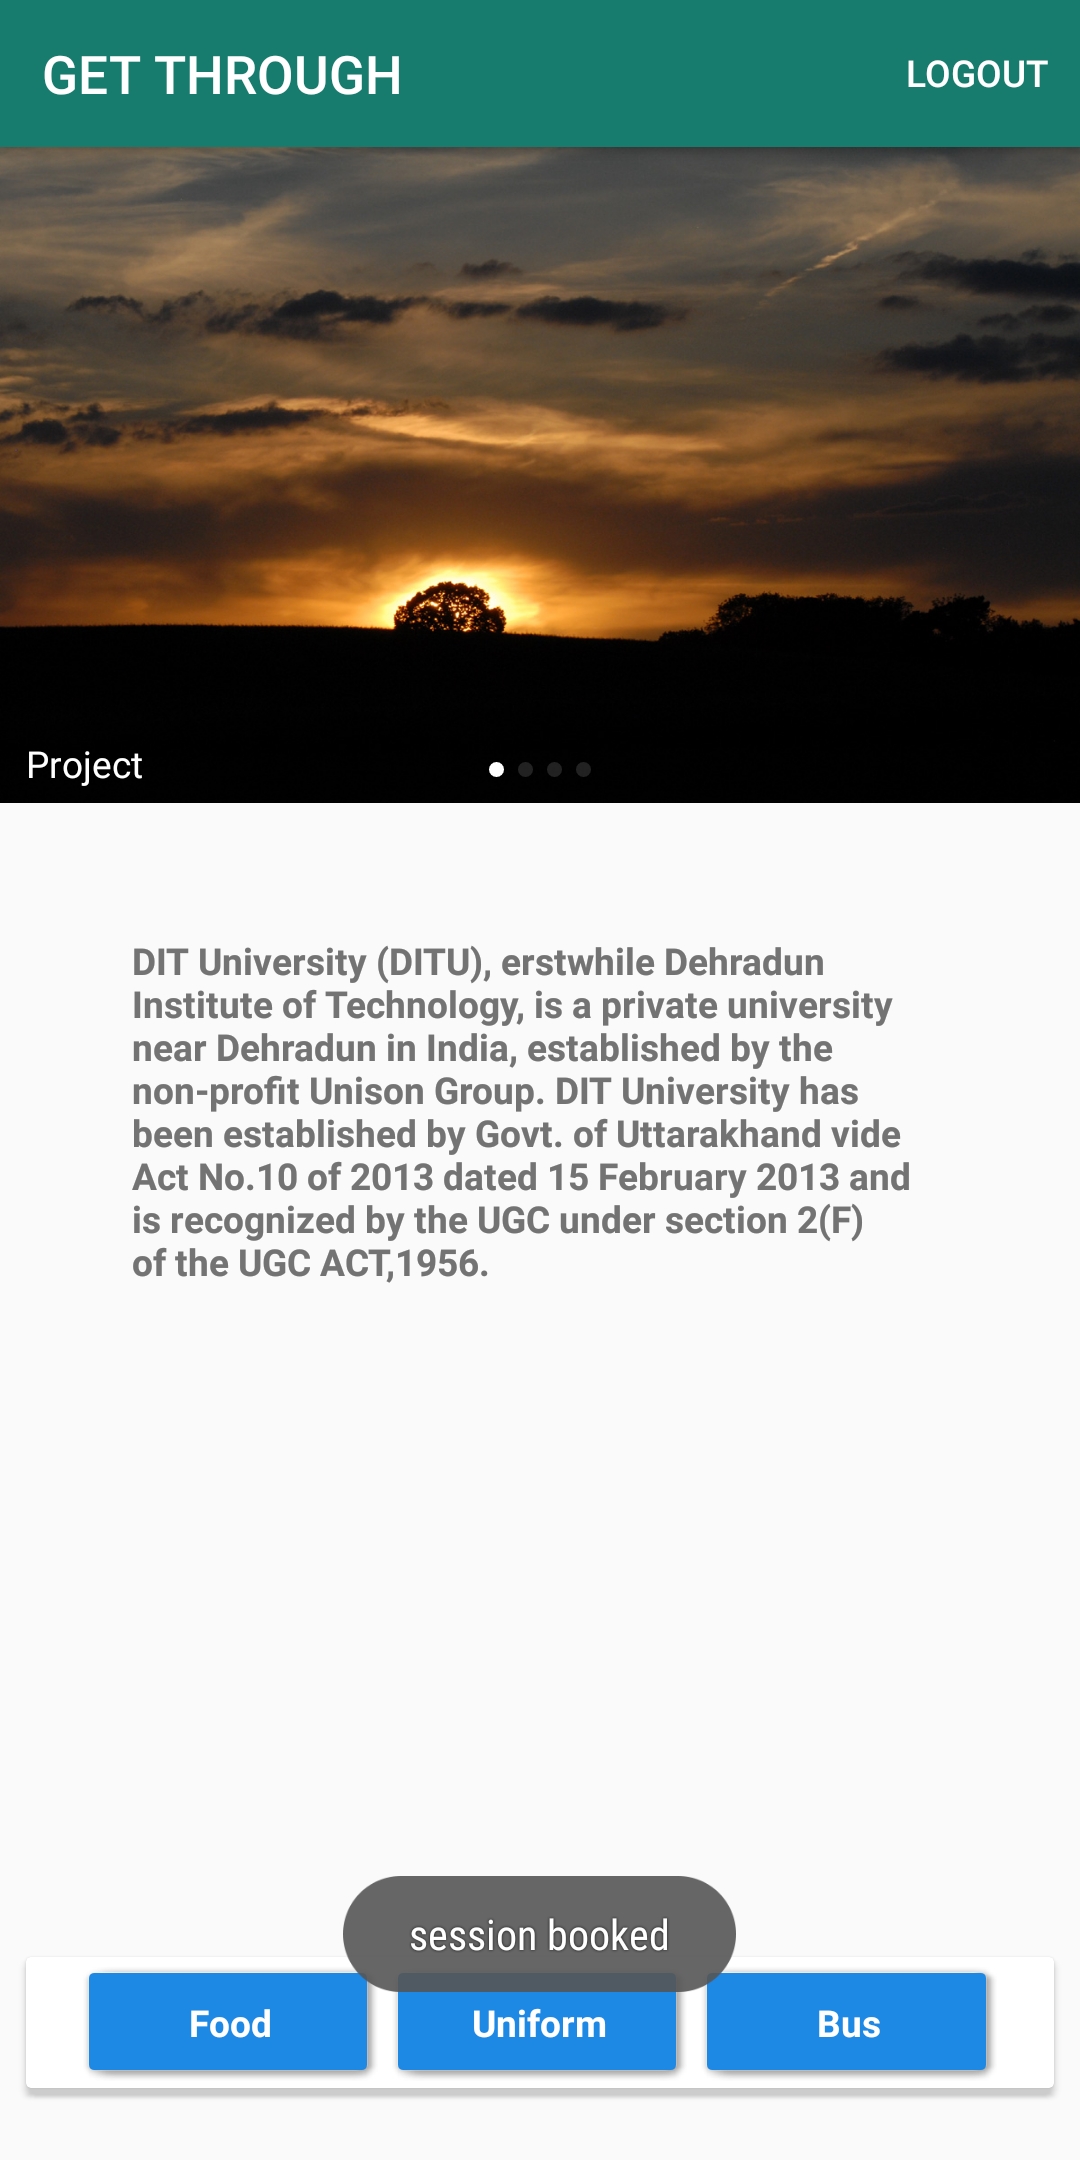 GET THROUGH
LOGOUT
Project
DIT University (DITU), erstwhile Dehradun
Institute of Technology, is a private university
near Dehradun in India, established by the
non-profit Unison Group. DIT University has
been established by Govt. of Uttarakhand vide
Act No.10 of 2013 dated 15 February 2013 and
is recognized by the UGC under section 2(F)
of the UGC ACT,1956.
session booked
Food
Uniform
Bus